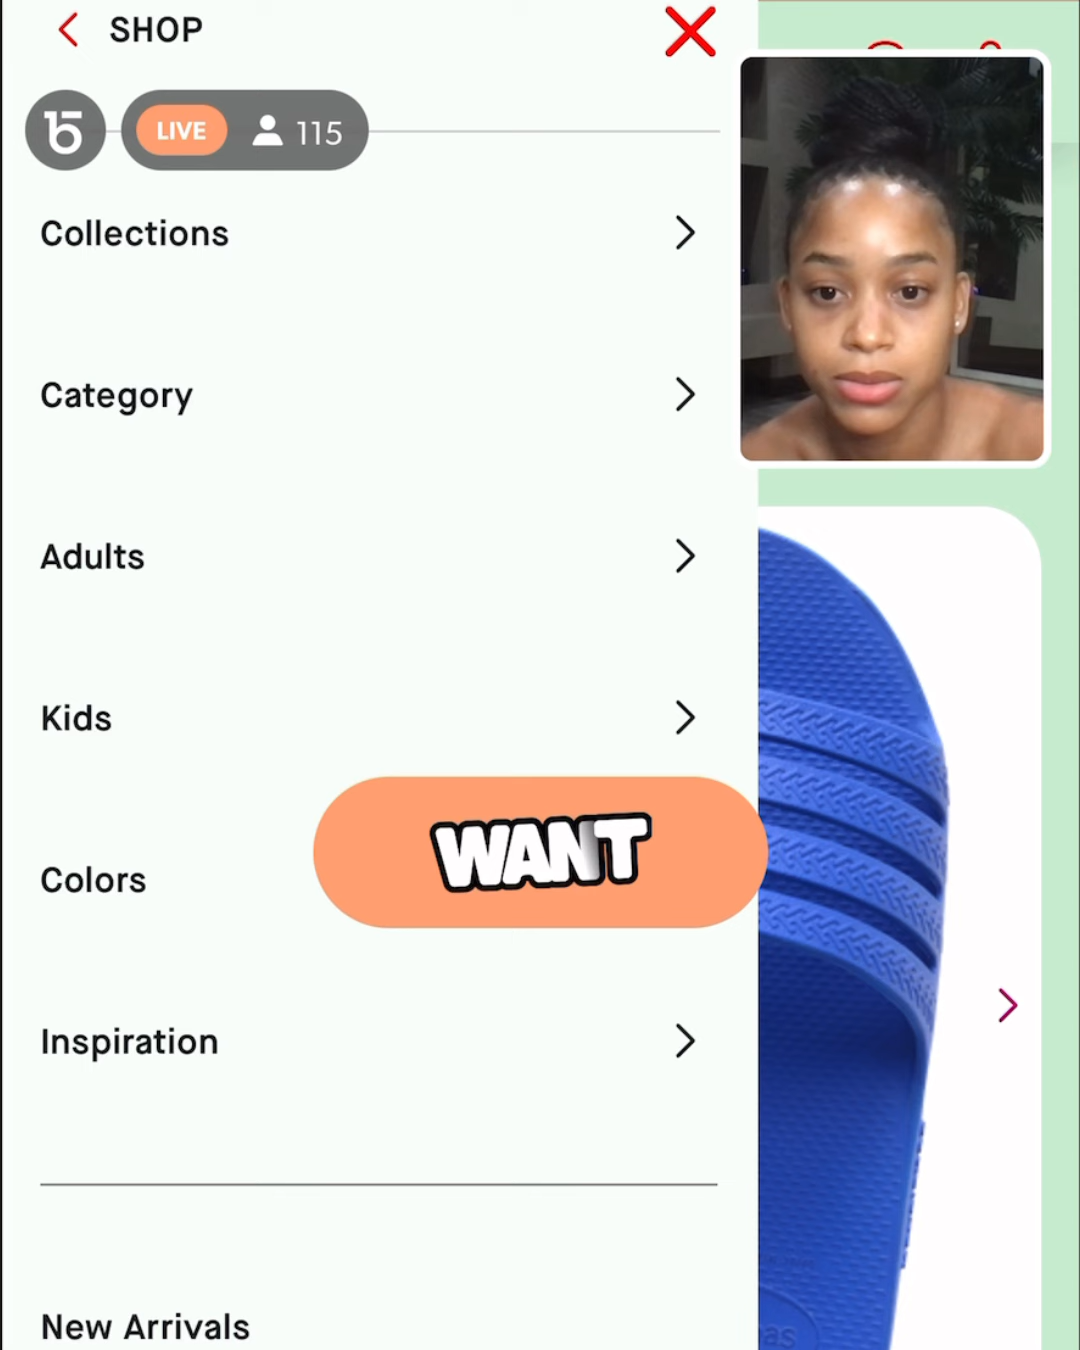 SHOP
LIVE 115
Collections
Category
Adults
Kids
WANT
Colors
Inspiration
New Arrivals